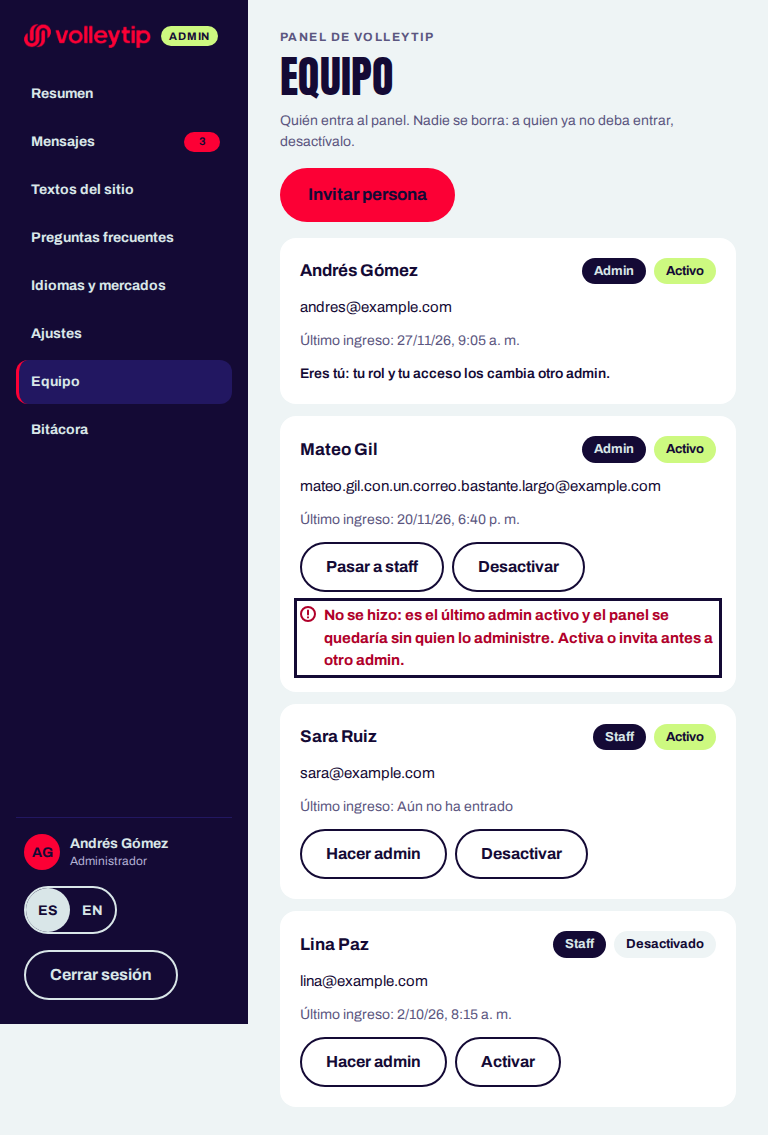 volleytip ADMIN
Resumen
Mensajes 3
Textos del sitio
Preguntas frecuentes
Idiomas y mercados
Ajustes
Equipo
Bitácora
AG Andrés Gómez
Administrador
ES EN
Cerrar sesión
PANEL DE VOLLEYTIP
EQUIPO
Quién entra al panel. Nadie se borra: a quien ya no deba entrar,
desactívalo.
Invitar persona
Andrés Gómez Admin Activo
andres@example.com
Último ingreso: 27/11/26, 9:05 a. m.
Eres tú: tu rol y tu acceso los cambia otro admin.
Mateo Gil Admin Activo
mateo.gil.con.un.correo.bastante.largo@example.com
Último ingreso: 20/11/26, 6:40 p. m.
Pasar a staff Desactivar
No se hizo: es el último admin activo y el panel se
quedaría sin quien lo administre. Activa o invita antes a
otro admin.
Sara Ruiz Staff Activo
sara@example.com
Último ingreso: Aún no ha entrado
Hacer admin Desactivar
Lina Paz Staff Desactivado
lina@example.com
Último ingreso: 2/10/26, 8:15 a. m.
Hacer admin Activar